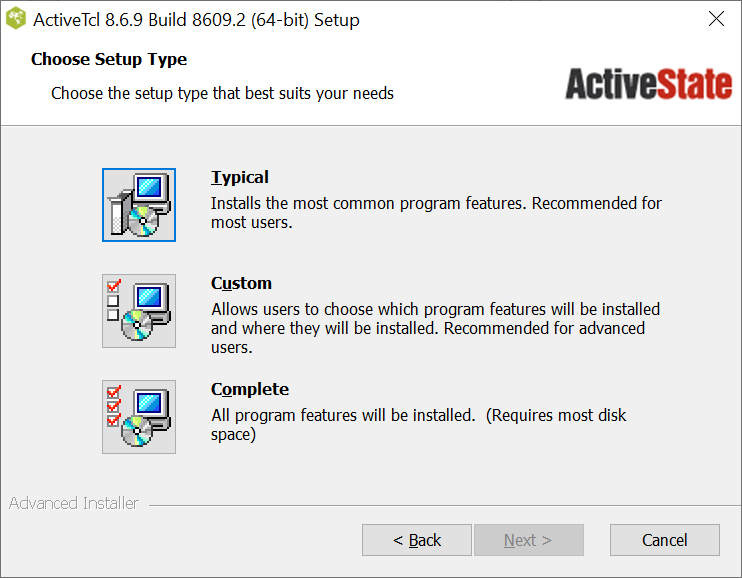 ActiveTcl 8.6.9 Build 8609.2 (64-bit) Setup
Choose Setup Type
Choose the setup type that best suits your needs
ActiveState
Typical
Installs the most common program features. Recommended for
most users.
Custom
Allows users to choose which program features will be installed
and where they will be installed. Recommended for advanced
users.
Complete
All program features will be installed.  (Requires most disk
space)
Advanced Installer
< Back
Next >
Cancel